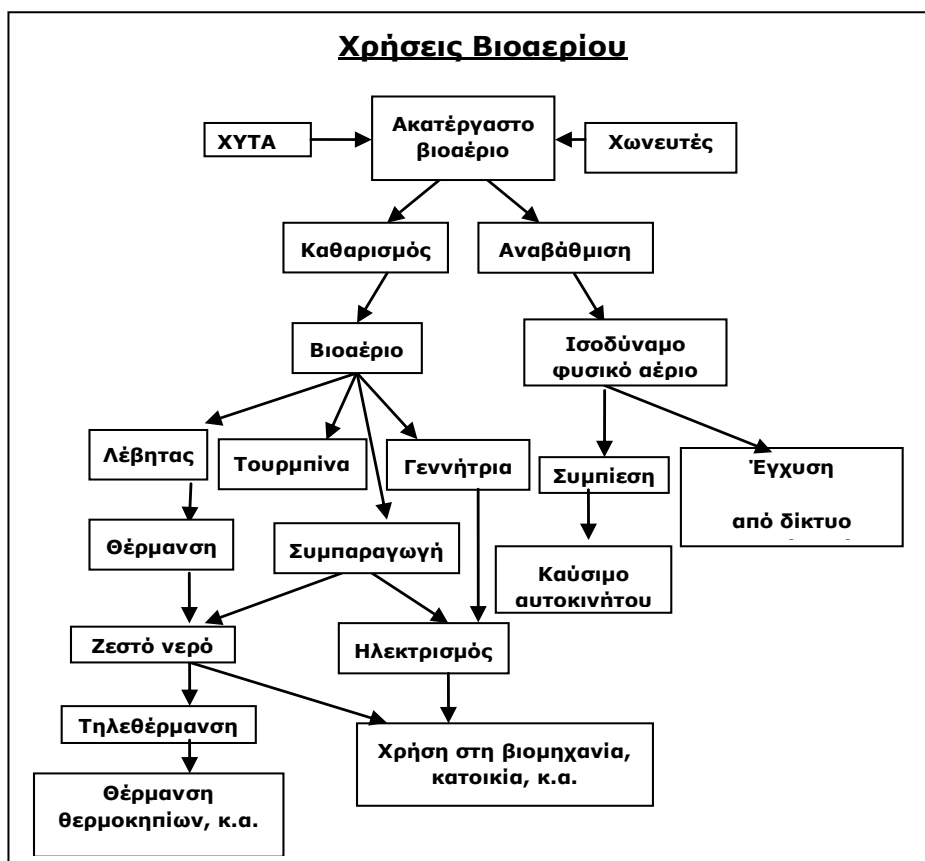 Χρήσεις Βιοαερίου
ΧΥΤΑ
Ακατέργαστο
βιοαέριο
Χωνευτές
Καθαρισμός
Αναβάθμιση
Βιοαέριο
Ισοδύναμο
φυσικό αέριο
Λέβητας
Τουρμπίνα
Γεννήτρια
Συμπίεση
Έγχυση
από δίκτυο
Θέρμανση
Συμπαραγωγή
Καύσιμο
αυτοκινήτου
Ζεστό νερό
Ηλεκτρισμός
Τηλεθέρμανση
Χρήση στη βιομηχανία,
κατοικία, κ.α.
Θέρμανση
θερμοκηπίων, κ.α.